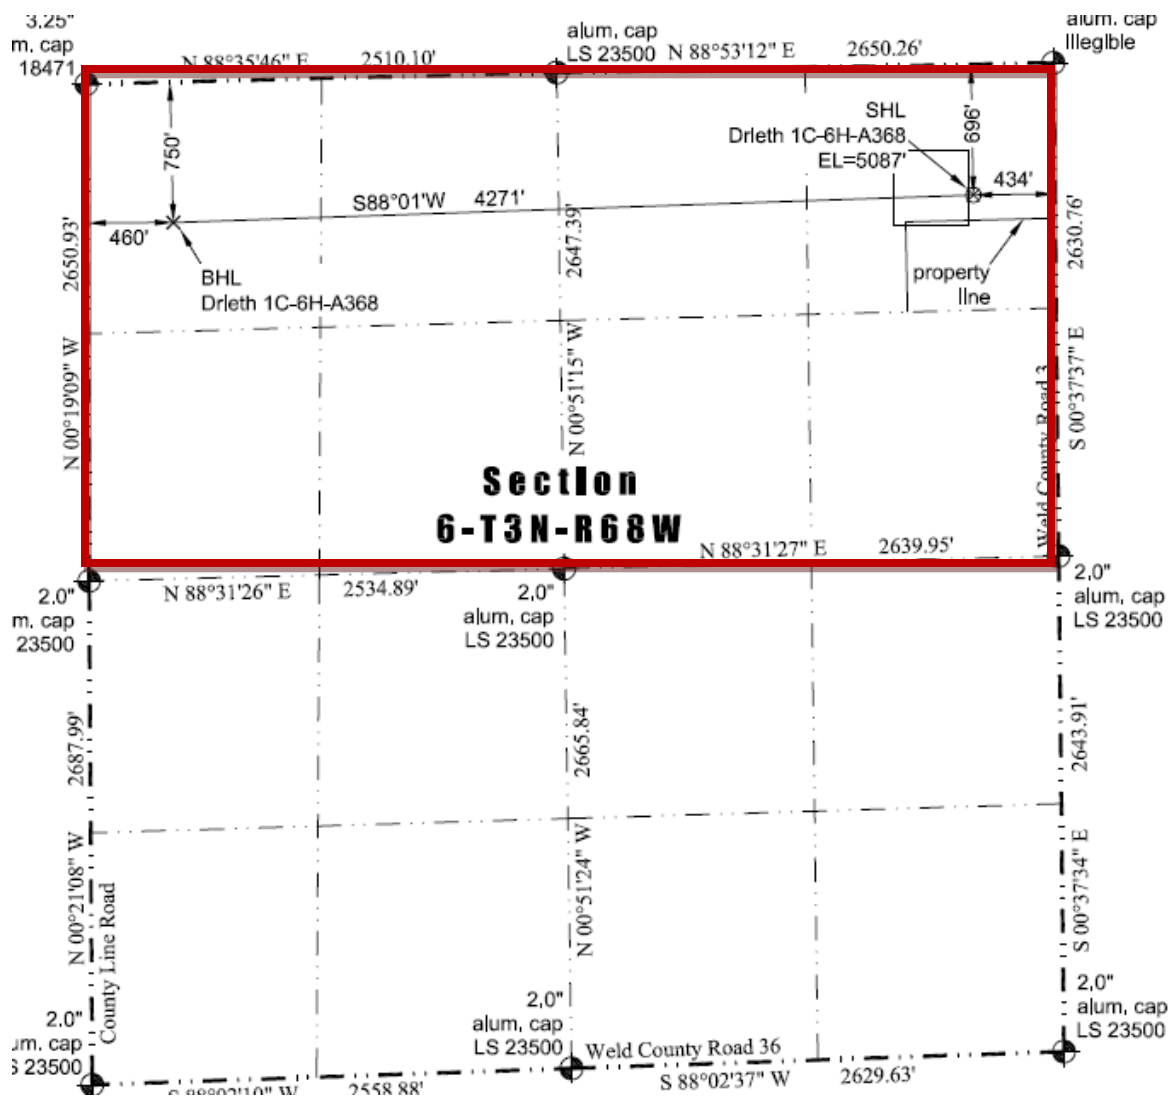 3.25"
m. cap
18471
N 88°35'46" E
2510.10'
alum. cap
LS 23500
N 88°53'12" E
2650.26'
alum. cap
illegible
750'
SHL
Drieth 1C-6H-A368
EL=5087'
696'
434'
S88°01'W 4271'
460'
BHL
Drieth 1C-6H-A368
property
line
2650.93'
N 00°19'09" W
2647.39'
N 00°51'15" W
2630.76'
S 00°37'37" E
Weld County Road 3
Section
6-T3N-R68W
N 88°31'27" E
2639.95'
N 88°31'26" E
2534.89'
2.0"
m. cap
23500
2.0"
alum. cap
LS 23500
2.0"
alum. cap
LS 23500
2687.99'
N 00°21'08" W
County Line Road
2665.84'
N 00°51'24" W
2643.91'
S 00°37'34" E
2.0"
um. cap
S 23500
2.0"
alum. cap
LS 23500
2.0"
alum. cap
LS 23500
Weld County Road 36
S 88°02'10" W
2558.88'
S 88°02'37" W
2629.63'